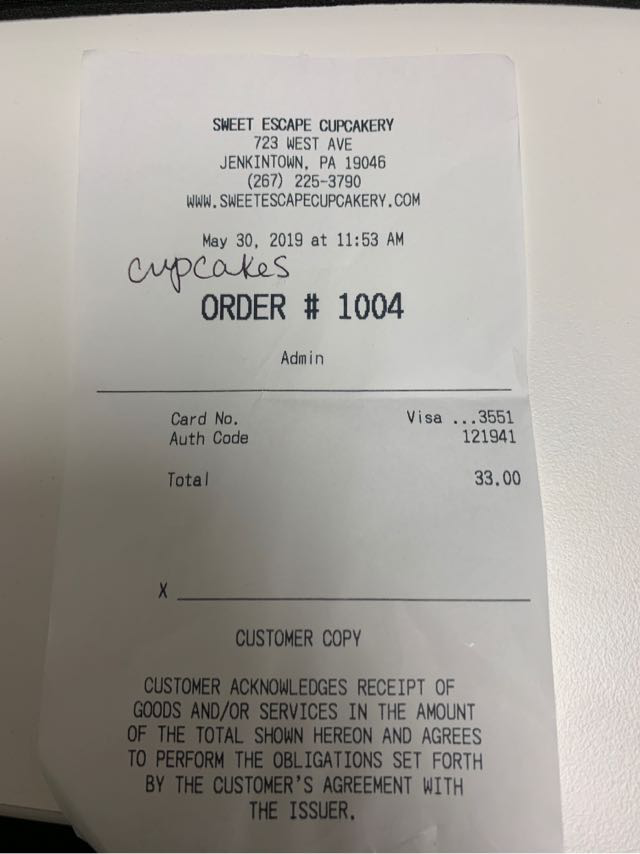 SWEET ESCAPE CUPCAKERY
723 WEST AVE
JENKINTOWN, PA 19046
(267) 225-3790
WWW.SWEETESCAPECUPCAKERY.COM
May 30, 2019 at 11:53 AM
cupcakes
ORDER # 1004
Admin
Card No. Visa ...3551
Auth Code 121941
Total 33.00
X
CUSTOMER COPY
CUSTOMER ACKNOWLEDGES RECEIPT OF
GOODS AND/OR SERVICES IN THE AMOUNT
OF THE TOTAL SHOWN HEREON AND AGREES
TO PERFORM THE OBLIGATIONS SET FORTH
BY THE CUSTOMER'S AGREEMENT WITH
THE ISSUER.